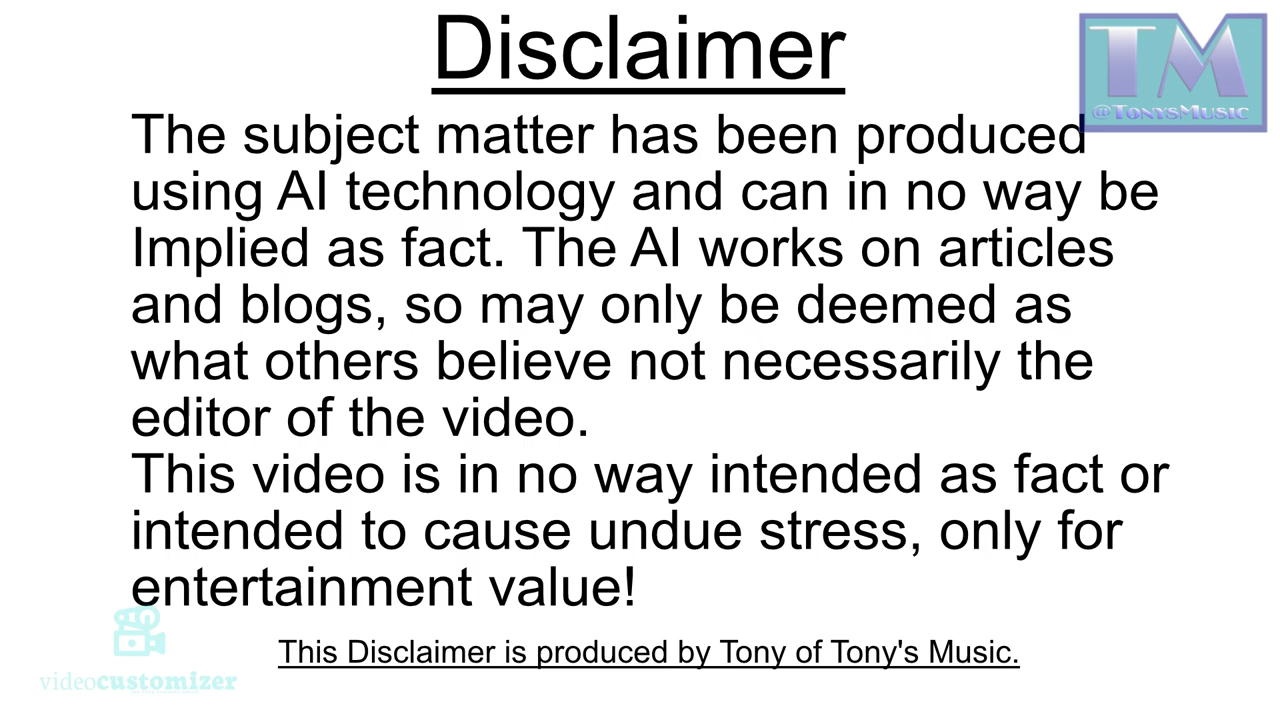 Disclaimer
TM
@TonysMusic
The subject matter has been produced
using AI technology and can in no way be
Implied as fact. The AI works on articles
and blogs, so may only be deemed as
what others believe not necessarily the
editor of the video.
This video is in no way intended as fact or
intended to cause undue stress, only for
entertainment value!
This Disclaimer is produced by Tony of Tony's Music.
videocustomizer